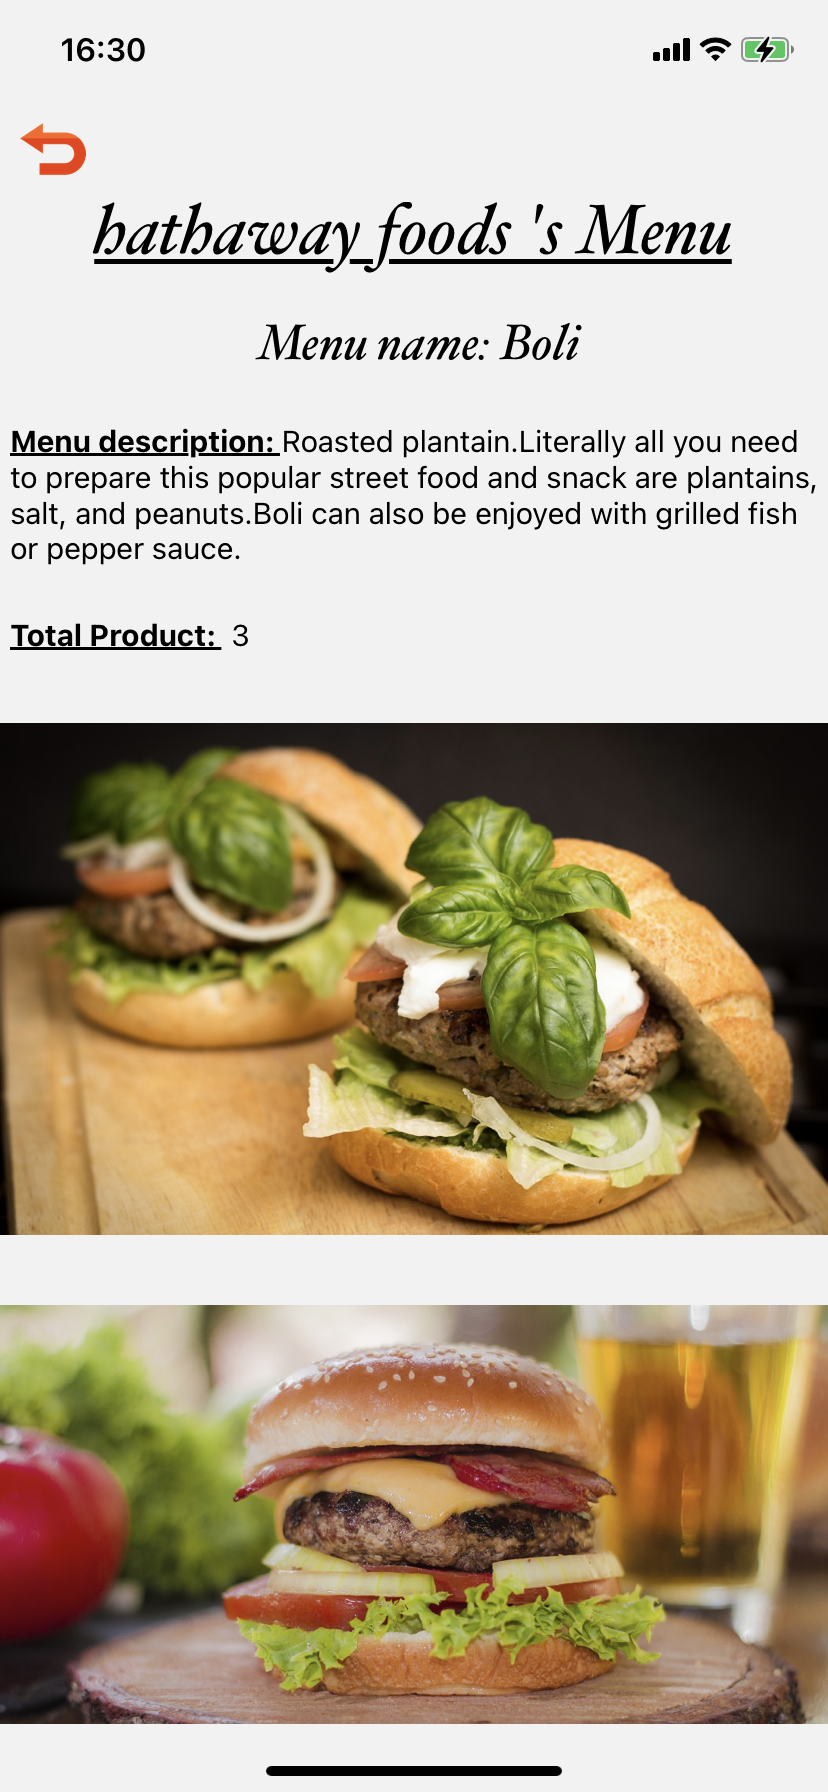 16:30
hathaway foods 's Menu
Menu name: Boli
Menu description: Roasted plantain.Literally all you need
to prepare this popular street food and snack are plantains,
salt, and peanuts.Boli can also be enjoyed with grilled fish
or pepper sauce.
Total Product: 3